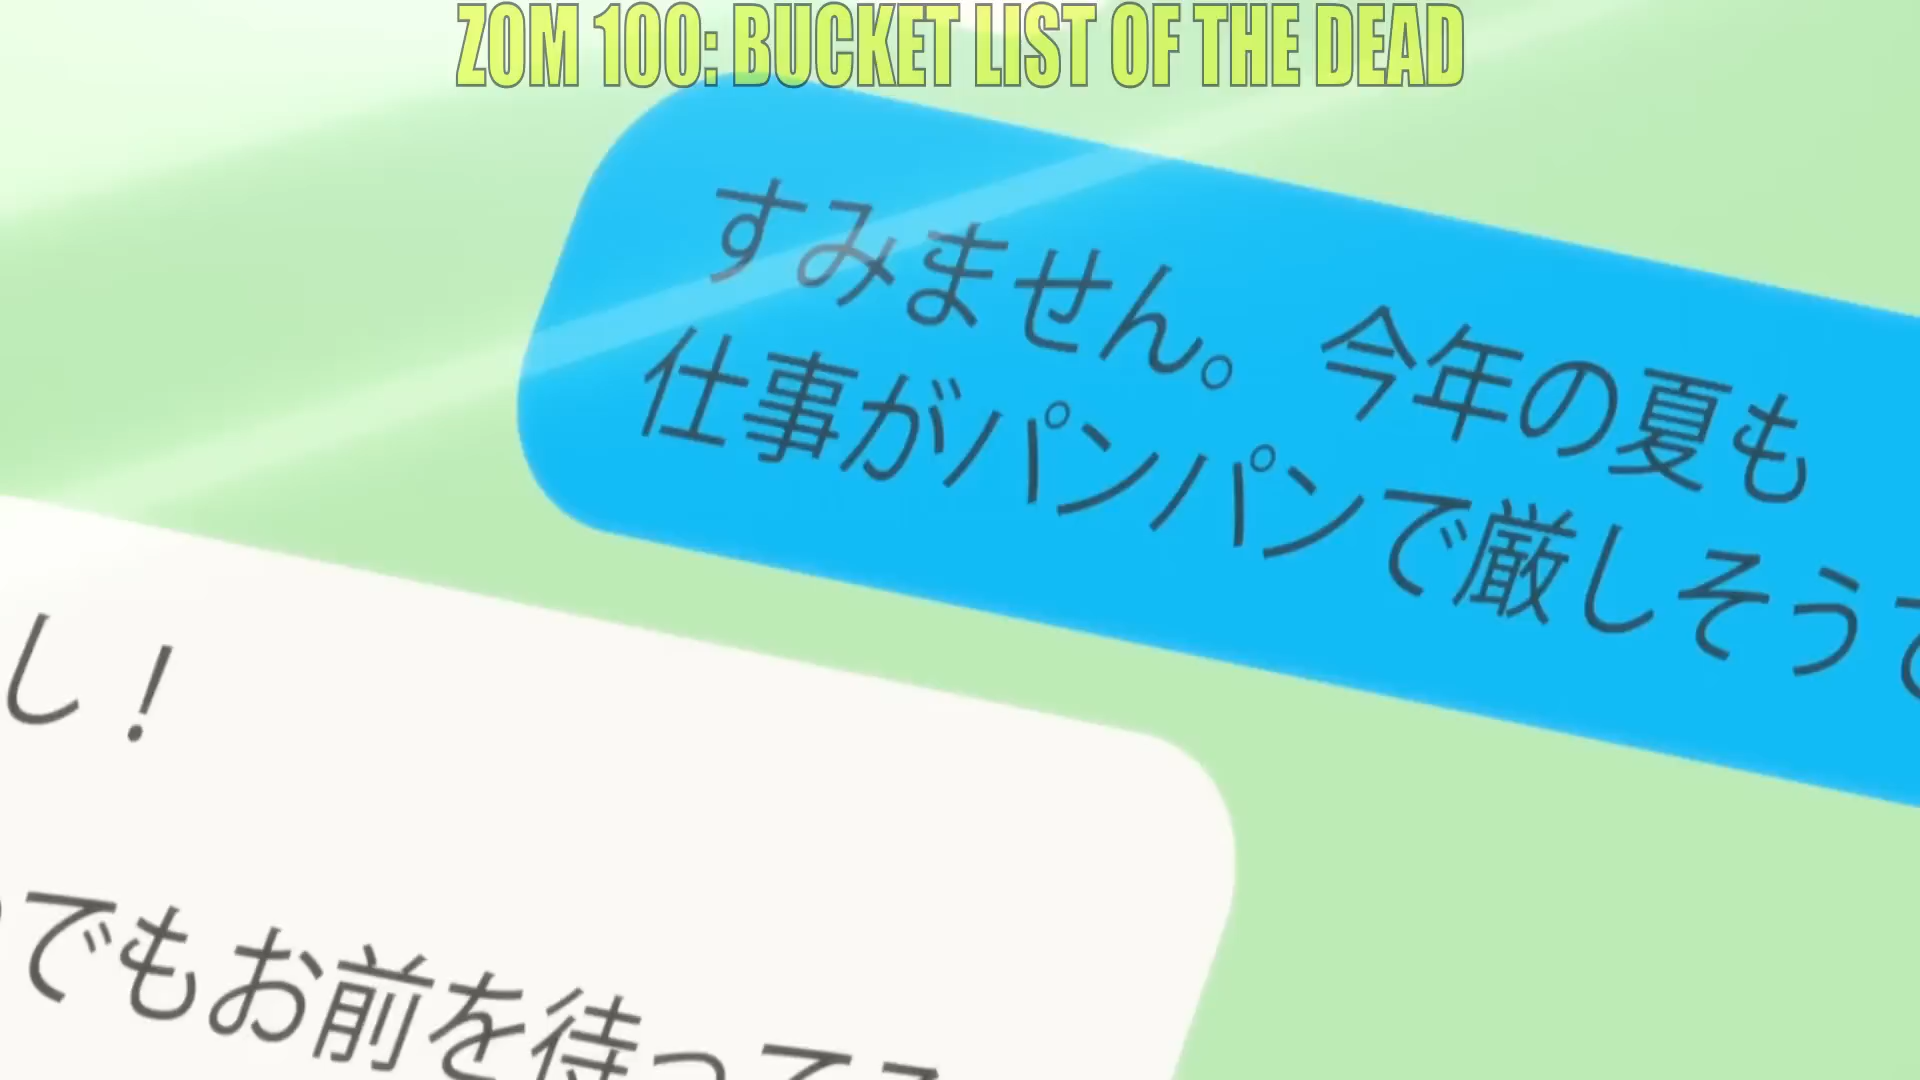 ZOM 100: BUCKET LIST OF THE DEAD
すみません。今年の夏も
仕事がパンパンで厳しそうで
し！
でもお前を待って